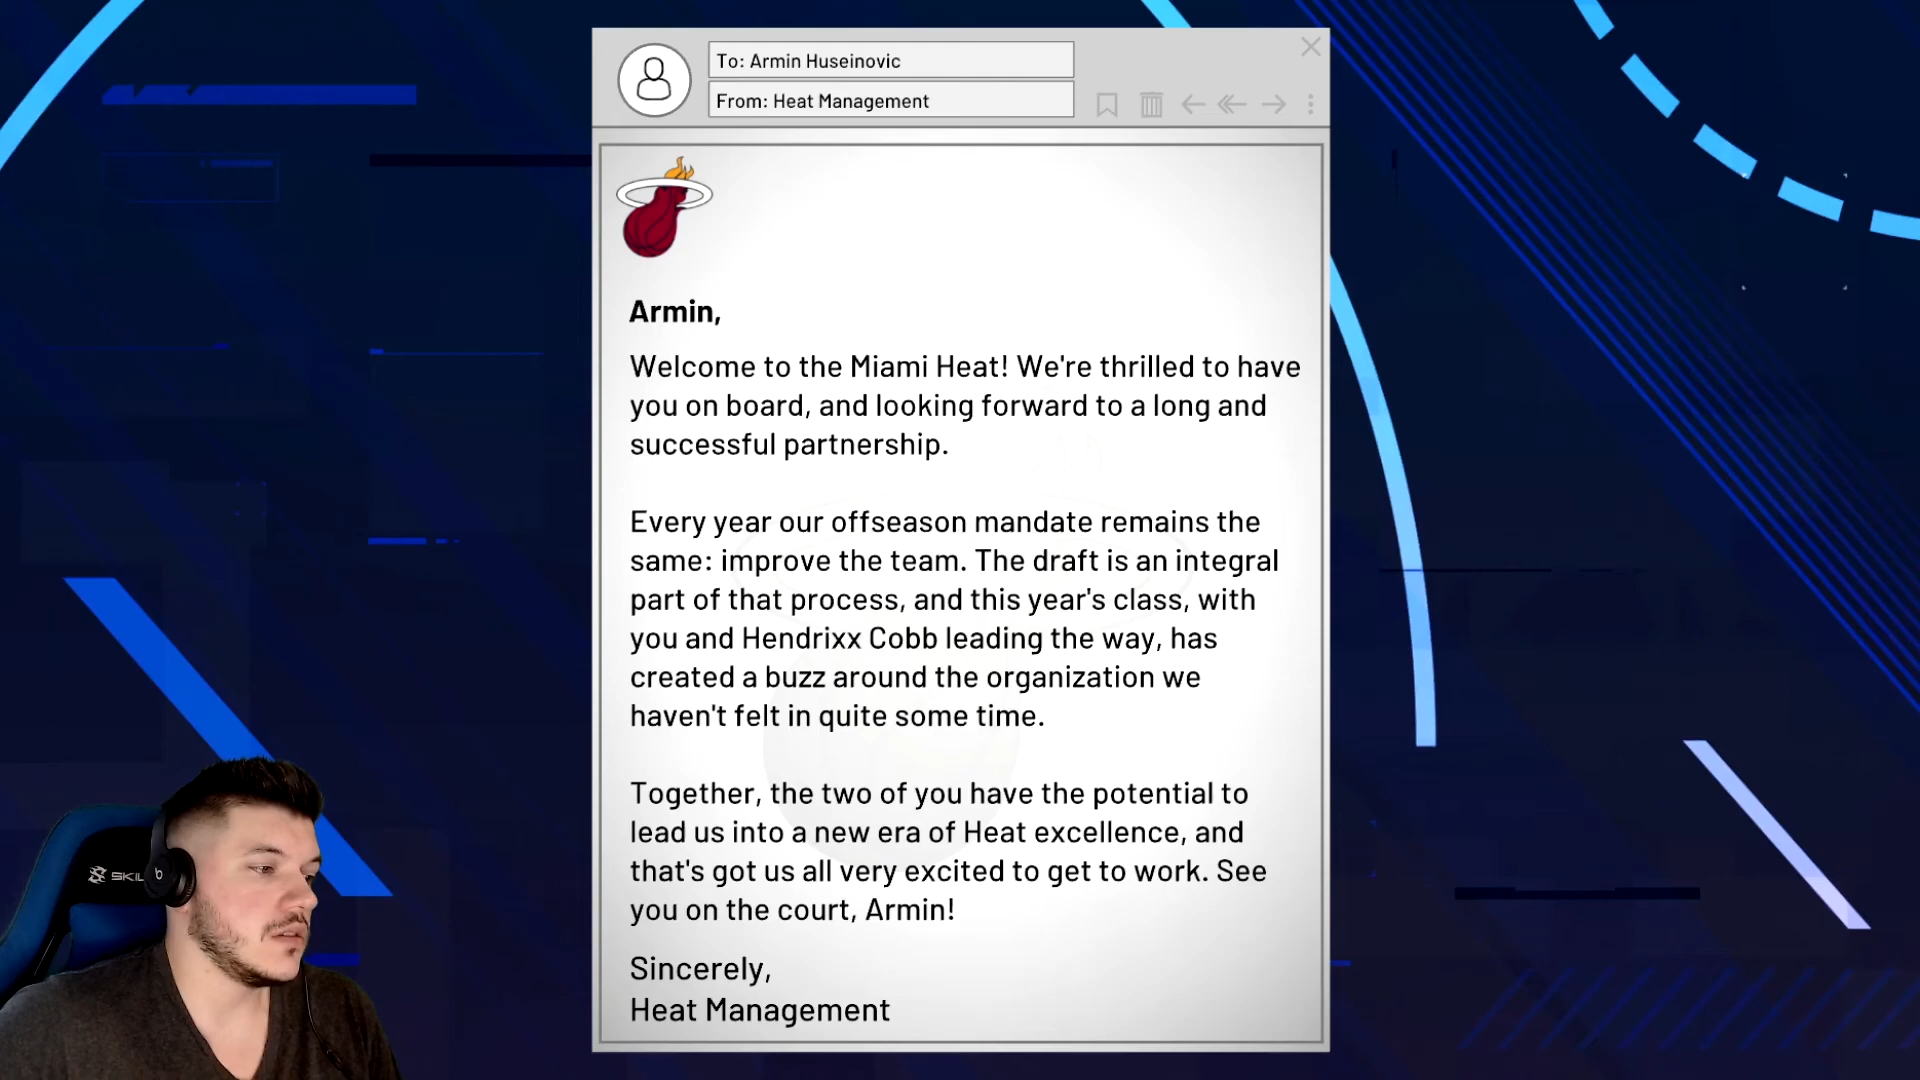 To: Armin Huseinovic
From: Heat Management
Armin,
Welcome to the Miami Heat! We're thrilled to have
you on board, and looking forward to a long and
successful partnership.
Every year our offseason mandate remains the
same: improve the team. The draft is an integral
part of that process, and this year's class, with
you and Hendrixx Cobb leading the way, has
created a buzz around the organization we
haven't felt in quite some time.
Together, the two of you have the potential to
lead us into a new era of Heat excellence, and
that's got us all very excited to get to work. See
you on the court, Armin!
Sincerely,
Heat Management
SKIL
b